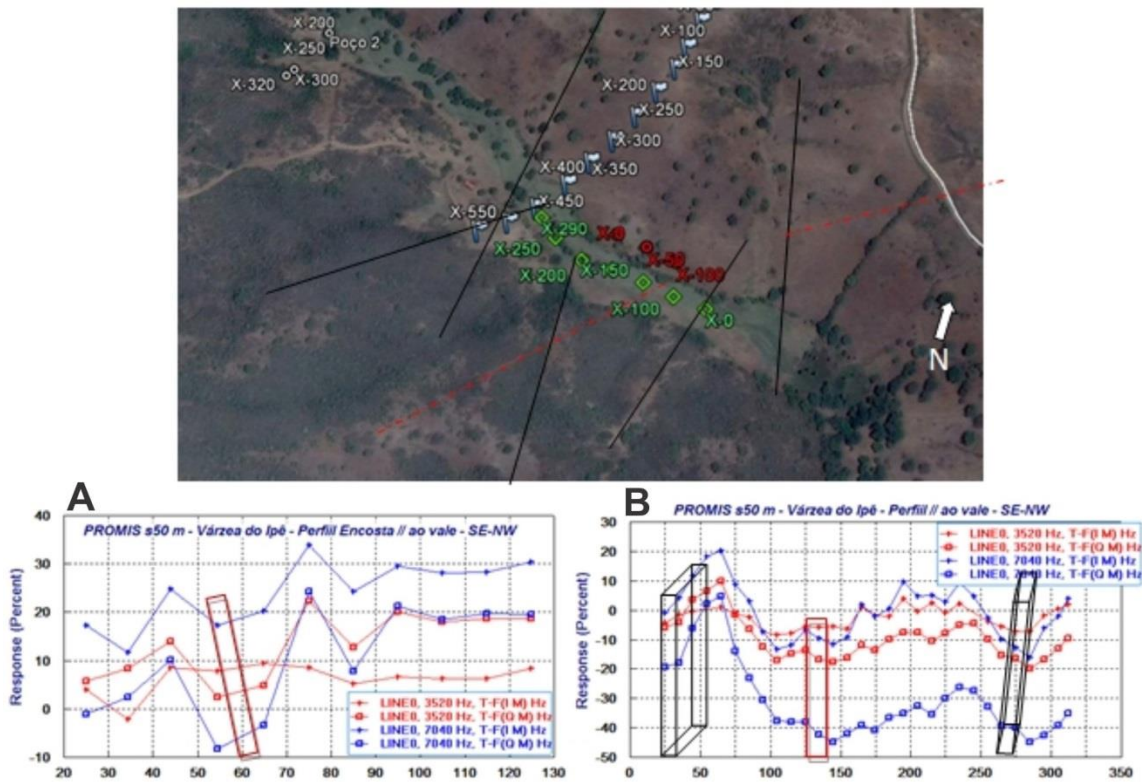 X-200
Poço 2
X-250
X-320
X-300
X-100
X-150
X-200
X-250
X-300
X-350
X-400
X-450
X-550
X-290
X-250
X-200
X-150
X-100
X-0
X-0
X-50
X-100
N
A
PROMIS s50 m - Várzea do Ipê - Perfiil Encosta // ao vale - SE-NW
Response (Percent)
40
30
20
10
0
-10
LINE0, 3520 Hz, T-F(I M) Hz
LINE0, 3520 Hz, T-F(Q M) Hz
LINE0, 7040 Hz, T-F(I M) Hz
LINE0, 7040 Hz, T-F(Q M) Hz
20 30 40 50 60 70 80 90 100 110 120 130
B
PROMIS s50 m - Várzea do Ipê - Perfiil // ao vale - SE-NW
Response (Percent)
30
20
10
0
-10
-20
-30
-40
-50
LINE0, 3520 Hz, T-F(I M) Hz
LINE0, 3520 Hz, T-F(Q M) Hz
LINE0, 7040 Hz, T-F(I M) Hz
LINE0, 7040 Hz, T-F(Q M) Hz
0 50 100 150 200 250 300 350